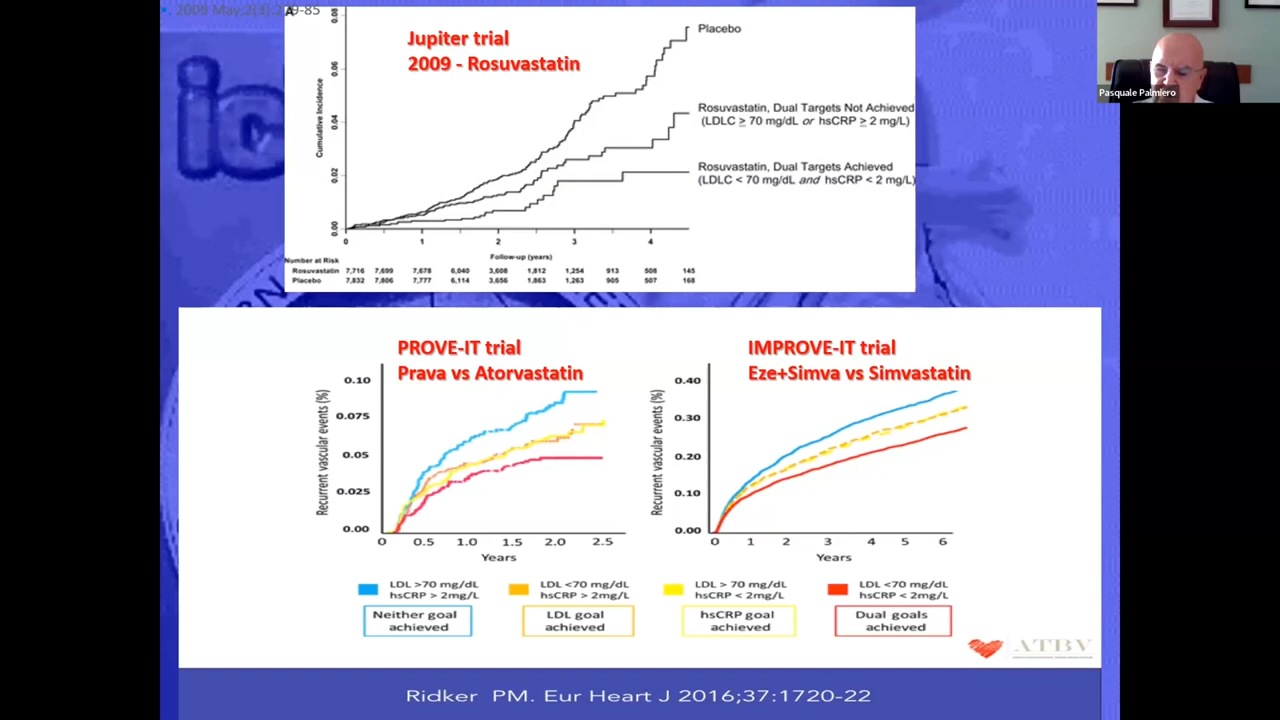 2009 May;2(3):279-85
A
Jupiter trial
2009 - Rosuvastatin
Cumulative Incidence
0.08
0.06
0.04
0.02
0.00
Placebo
Rosuvastatin, Dual Targets Not Achieved
(LDLC ≥ 70 mg/dL or hsCRP ≥ 2 mg/L)
Rosuvastatin, Dual Targets Achieved
(LDLC < 70 mg/dL and hsCRP < 2 mg/L)
0 1 2 3 4
Follow-up (years)
Number at Risk
Rosuvastatin 7,716 7,699 7,678 6,040 3,608 1,812 1,254 913 508 145
Placebo 7,832 7,806 7,777 6,114 3,656 1,863 1,263 905 507 168
Pasquale Palmiero
PROVE-IT trial
Prava vs Atorvastatin
Recurrent vascular events (%)
0.10
0.075
0.05
0.025
0.00
0 0.5 1.0 1.5 2.0 2.5
Years
IMPROVE-IT trial
Eze+Simva vs Simvastatin
Recurrent vascular events (%)
0.40
0.30
0.20
0.10
0.00
0 1 2 3 4 5 6
Years
LDL >70 mg/dL
hsCRP > 2mg/L
Neither goal
achieved
LDL <70 mg/dL
hsCRP > 2mg/L
LDL goal
achieved
LDL > 70 mg/dL
hsCRP < 2mg/L
hsCRP goal
achieved
LDL <70 mg/dL
hsCRP < 2mg/L
Dual goals
achieved
ATBV
Ridker PM. Eur Heart J 2016;37:1720-22